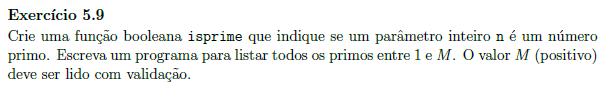 Exercício 5.9
Crie uma função booleana isprime que indique se um parâmetro inteiro n é um número
primo. Escreva um programa para listar todos os primos entre 1 e M. O valor M (positivo)
deve ser lido com validação.